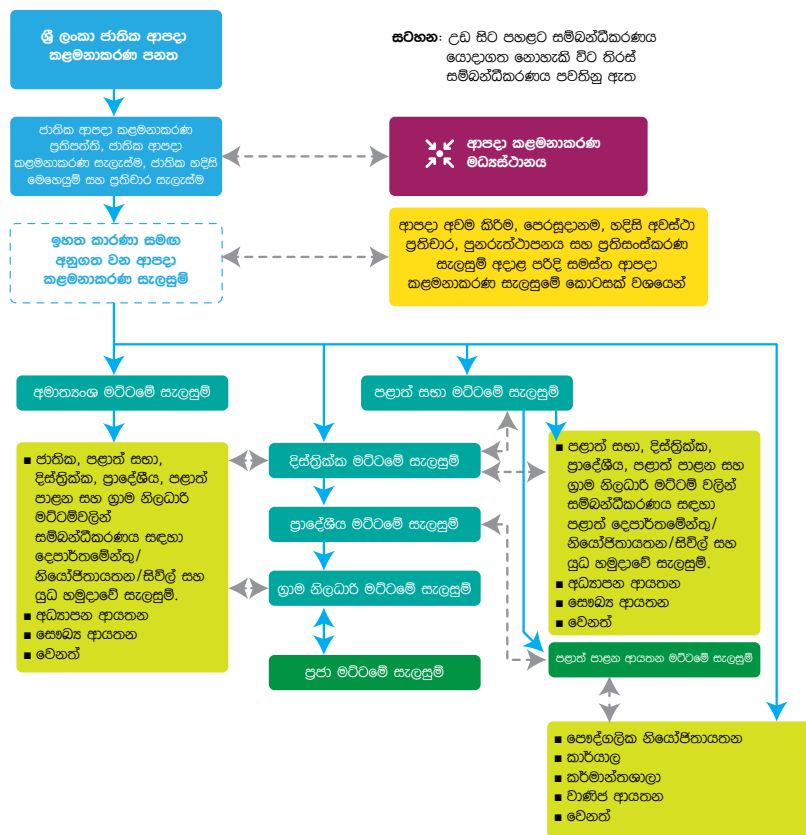 ශ්‍රී ලංකා ජාතික ආපදා
කළමනාකරණ පනත
සටහන: උඩ සිට පහළට සම්බන්ධීකරණය
යොදාගත නොහැකි විට තිරස්
සම්බන්ධීකරණය පවතිනු ඇත
ජාතික ආපදා කළමනාකරණ
ප්‍රතිපත්ති, ජාතික ආපදා
කළමනාකරණ සැලැස්ම, ජාතික හදිසි
මෙහෙයුම් සහ ප්‍රතිචාර සැලැස්ම
ආපදා කළමනාකරණ
මධ්‍යස්ථානය
ඉහත කාරණා සමඟ
අනුගත වන ආපදා
කළමනාකරණ සැලසුම්
ආපදා අවම කිරිම, පෙරසූදානම, හදිසි අවස්ථා
ප්‍රතිචාර, පුනරුත්ථාපනය සහ ප්‍රතිසංස්කරණ
සැලසුම් අදාළ පරිදි සමස්ත ආපදා
කළමනාකරණ සැලසුමේ කොටසක් වශයෙන්
අමාත්‍යංශ මට්ටමේ සැලසුම්
පළාත් සභා මට්ටමේ සැලසුම්
■ ජාතික, පළාත් සභා,
දිස්ත්‍රික්ක, ප්‍රාදේශීය, පළාත්
පාලන සහ ග්‍රාම නිලධාරි
මට්ටම්වලින්
සම්බන්ධීකරණය සඳහා
දෙපාර්තමේන්තු/
නියෝජිතායතන/සිවිල් සහ
යුධ හමුදාවේ සැලසුම්.
■ අධ්‍යාපන ආයතන
■ සෞඛ්‍ය ආයතන
■ වෙනත්
දිස්ත්‍රික්ක මට්ටමේ සැලසුම්
ප්‍රාදේශීය මට්ටමේ සැලසුම්
ග්‍රාම නිලධාරි මට්ටමේ සැලසුම්
ප්‍රජා මට්ටමේ සැලසුම්
■ පළාත් සභා, දිස්ත්‍රික්ක,
ප්‍රාදේශීය, පළාත් පාලන සහ
ග්‍රාම නිලධාරි මට්ටම් වලින්
සම්බන්ධීකරණය සඳහා
පළාත් දෙපාර්තමේන්තු/
නියෝජිතායතන/සිවිල් සහ
යුධ හමුදාවේ සැලසුම්.
■ අධ්‍යාපන ආයතන
■ සෞඛ්‍ය ආයතන
■ වෙනත්
පළාත් පාලන ආයතන මට්ටමේ සැලසුම්
■ පෞද්ගලික නියෝජිතායතන
■ කාර්යාල
■ කර්මාන්තශාලා
■ වාණිජ ආයතන
■ වෙනත්